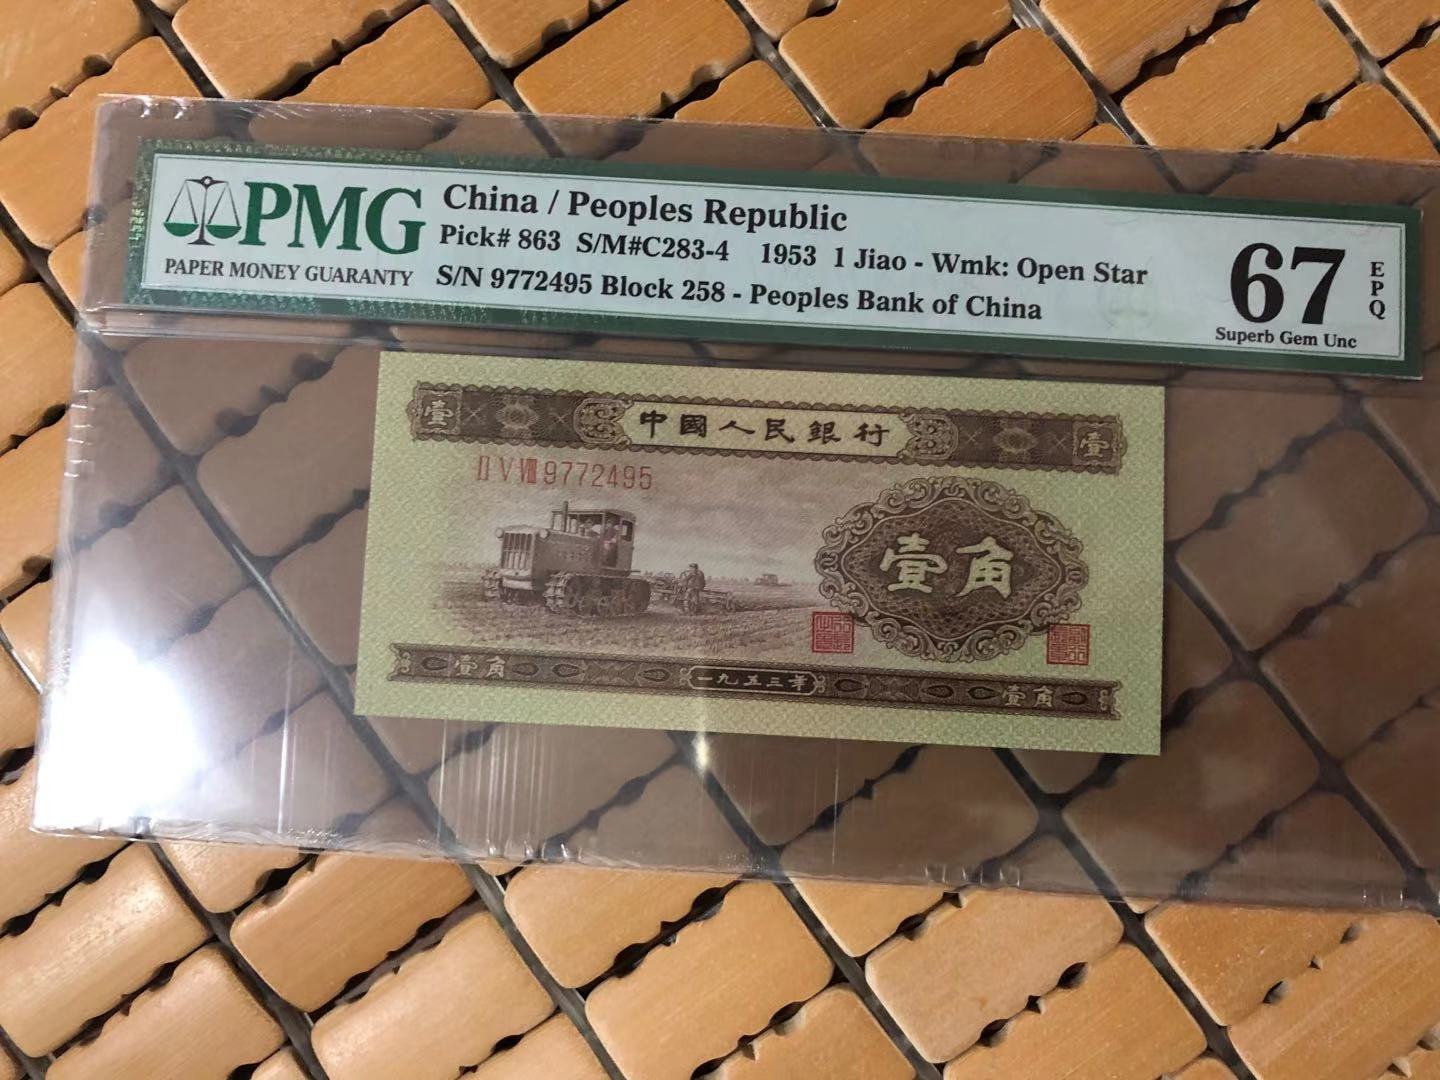 PMG
PAPER MONEY GUARANTY
China / Peoples Republic
Pick# 863 S/M#C283-4 1953 1 Jiao - Wmk: Open Star
S/N 9772495 Block 258 - Peoples Bank of China
67
EPQ
Superb Gem Unc
壹 中國人民銀行 壹
II V VIII 9772495
壹角
壹角 一九五三年 壹角